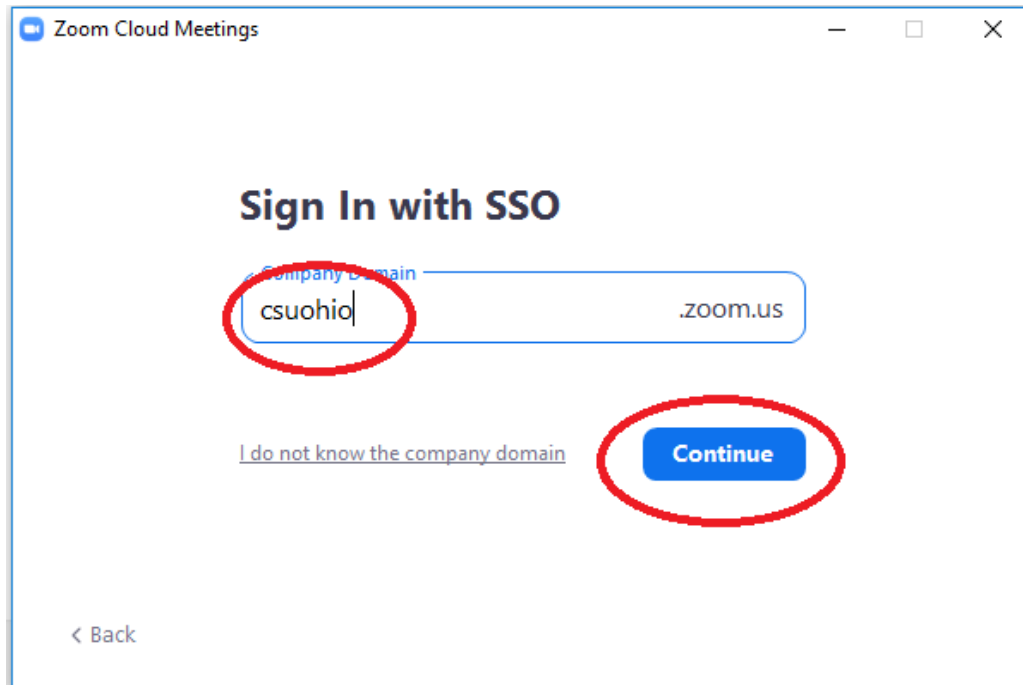 Zoom Cloud Meetings
Sign In with SSO
Company Domain
csuohio .zoom.us
I do not know the company domain Continue
< Back